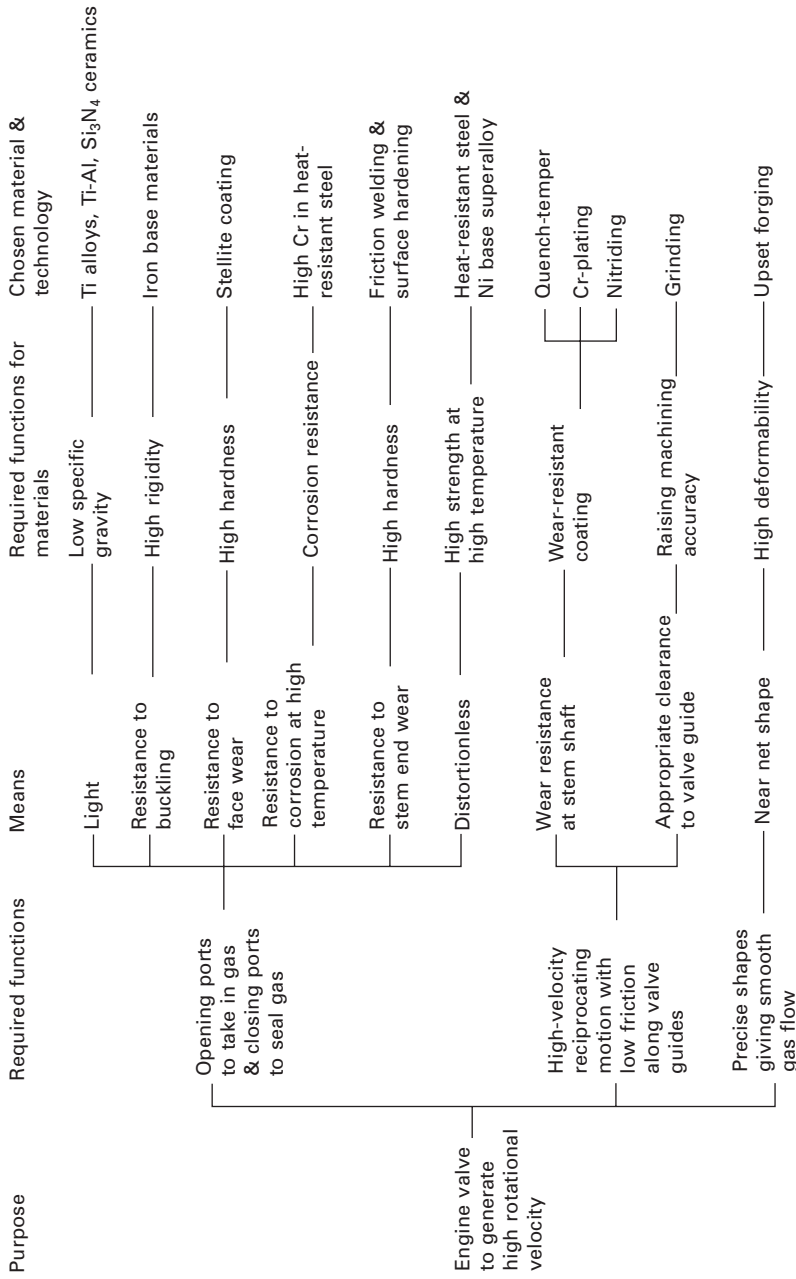 Purpose
Required functions
Means
Required functions for
materials
Chosen material &
technology
Engine valve
to generate
high rotational
velocity
Opening ports
to take in gas
& closing ports
to seal gas
Light
Low specific
gravity
Ti alloys, Ti-Al, Si₃N₄ ceramics
Resistance to
buckling
High rigidity
Iron base materials
Resistance to
face wear
High hardness
Stellite coating
Resistance to
corrosion at high
temperature
Corrosion resistance
High Cr in heat-
resistant steel
Resistance to
stem end wear
High hardness
Friction welding &
surface hardening
Distortionless
High strength at
high temperature
Heat-resistant steel &
Ni base superalloy
High-velocity
reciprocating
motion with
low friction
along valve
guides
Wear resistance
at stem shaft
Wear-resistant
coating
Quench-temper
Cr-plating
Nitriding
Appropriate clearance
to valve guide
Raising machining
accuracy
Grinding
Precise shapes
giving smooth
gas flow
Near net shape
High deformability
Upset forging